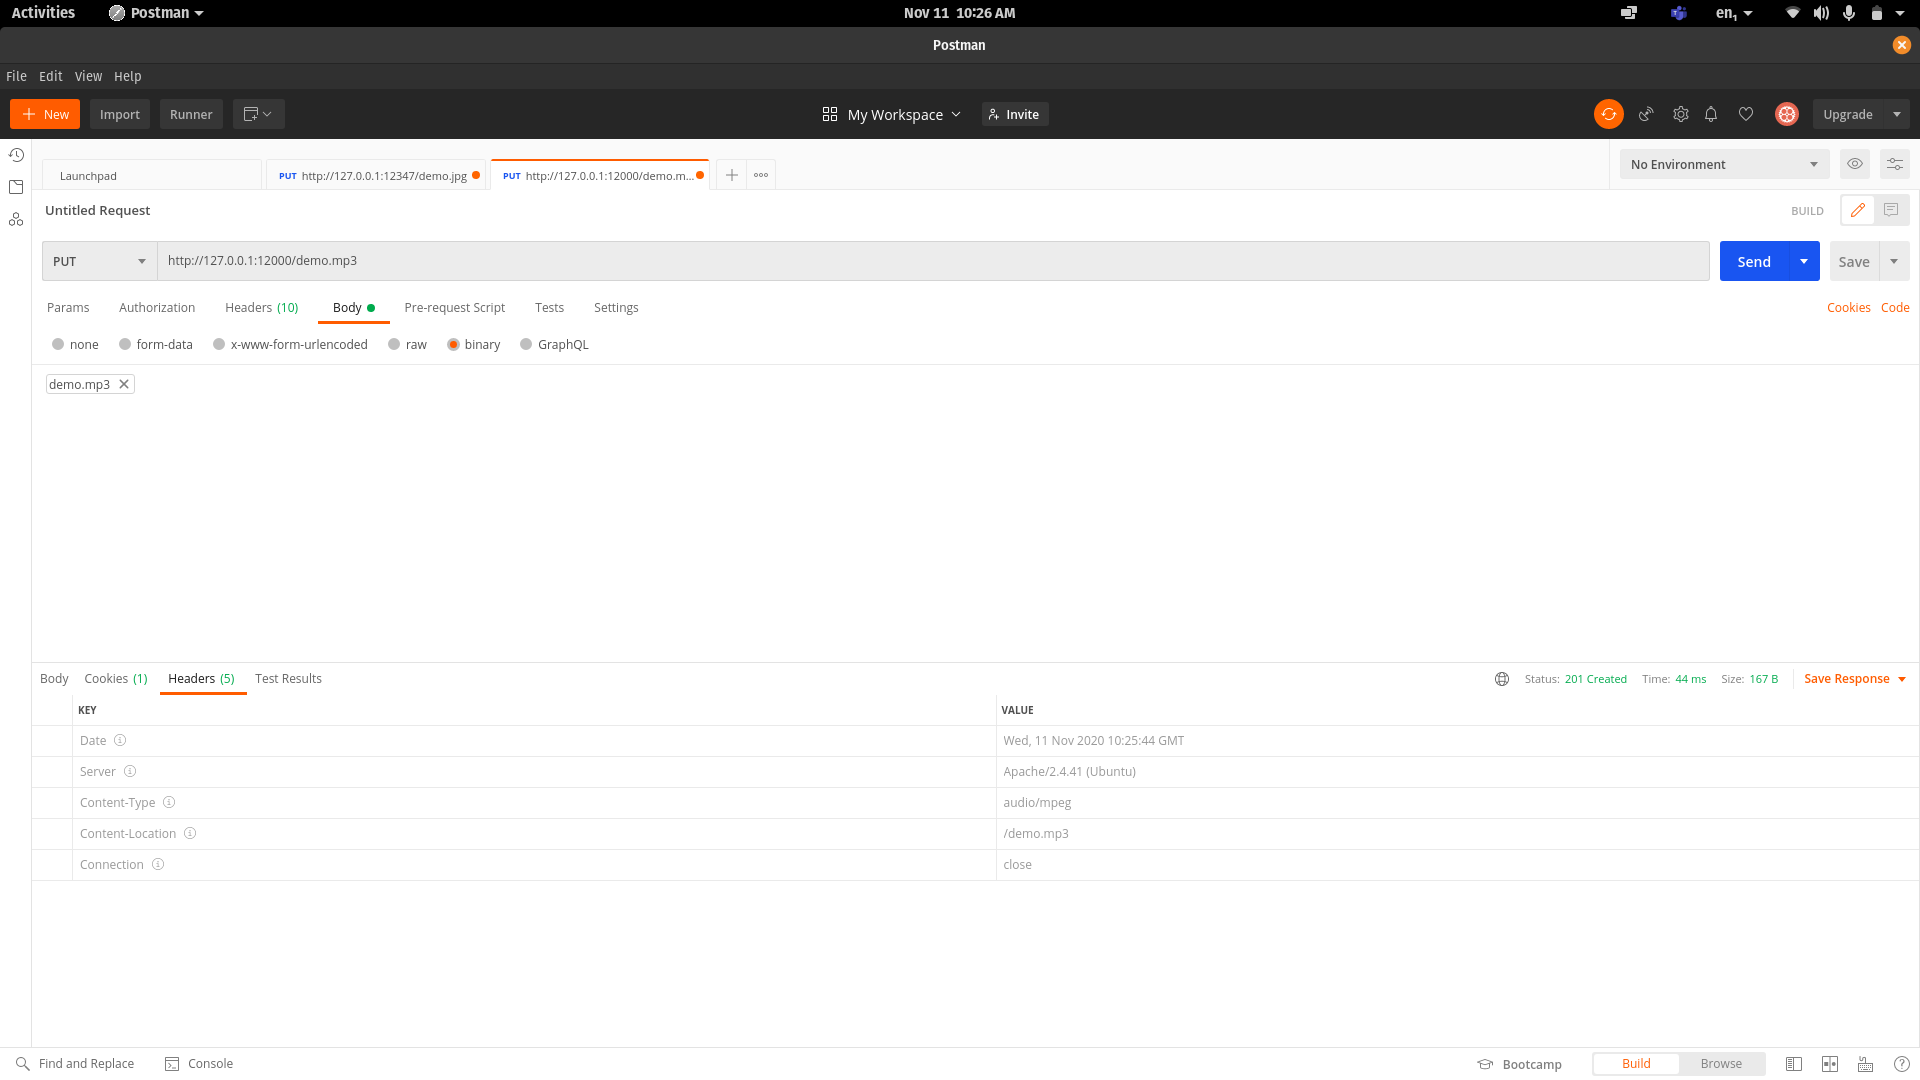 Activities Postman Nov 11 10:26 AM en₁
Postman
File Edit View Help
New Import Runner My Workspace Invite Upgrade
Launchpad PUT http://127.0.0.1:12347/demo.jpg PUT http://127.0.0.1:12000/demo.m... No Environment
Untitled Request BUILD
PUT http://127.0.0.1:12000/demo.mp3 Send Save
Params Authorization Headers (10) Body Pre-request Script Tests Settings Cookies Code
none form-data x-www-form-urlencoded raw binary GraphQL
demo.mp3
Body Cookies (1) Headers (5) Test Results Status: 201 Created Time: 44 ms Size: 167 B Save Response
KEY VALUE
Date Wed, 11 Nov 2020 10:25:44 GMT
Server Apache/2.4.41 (Ubuntu)
Content-Type audio/mpeg
Content-Location /demo.mp3
Connection close
Find and Replace Console Bootcamp Build Browse